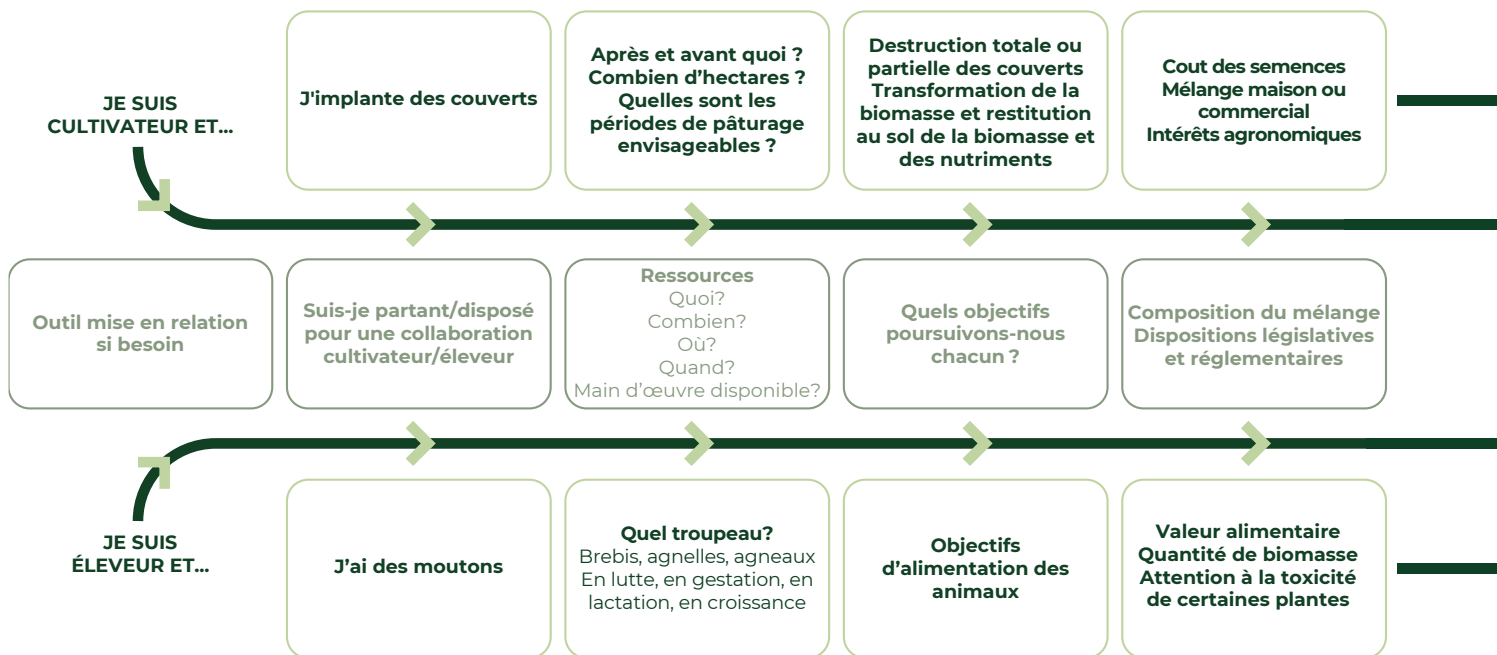 JE SUIS
CULTIVATEUR ET...
J'implante des couverts
Après et avant quoi ?
Combien d'hectares ?
Quelles sont les
périodes de pâturage
envisageables ?
Destruction totale ou
partielle des couverts
Transformation de la
biomasse et restitution
au sol de la biomasse et
des nutriments
Cout des semences
Mélange maison ou
commercial
Intérêts agronomiques
Outil mise en relation
si besoin
Suis-je partant/disposé
pour une collaboration
cultivateur/éleveur
Ressources
Quoi?
Combien?
Où?
Quand?
Main d'œuvre disponible?
Quels objectifs
poursuivons-nous
chacun ?
Composition du mélange
Dispositions législatives
et réglementaires
JE SUIS
ÉLEVEUR ET...
J'ai des moutons
Quel troupeau?
Brebis, agnelles, agneaux
En lutte, en gestation, en
lactation, en croissance
Objectifs
d'alimentation des
animaux
Valeur alimentaire
Quantité de biomasse
Attention à la toxicité
de certaines plantes